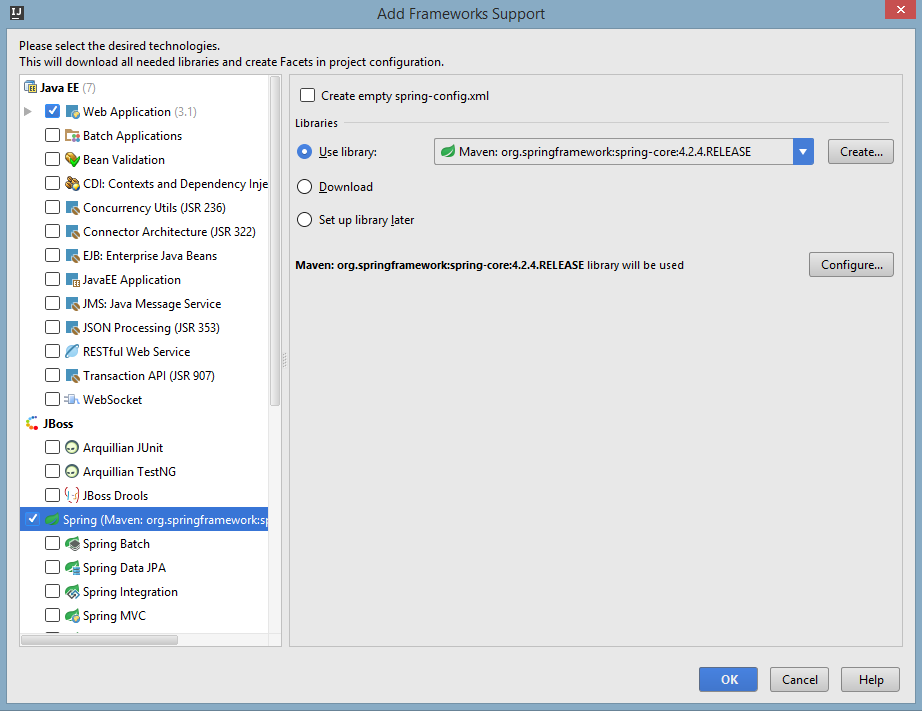 Add Frameworks Support
Please select the desired technologies.
This will download all needed libraries and create Facets in project configuration.
Java EE (7)
Web Application (3.1)
Batch Applications
Bean Validation
CDI: Contexts and Dependency Inje
Concurrency Utils (JSR 236)
Connector Architecture (JSR 322)
EJB: Enterprise Java Beans
JavaEE Application
JMS: Java Message Service
JSON Processing (JSR 353)
RESTful Web Service
Transaction API (JSR 907)
WebSocket
JBoss
Arquillian JUnit
Arquillian TestNG
JBoss Drools
Spring (Maven: org.springframework:sp
Spring Batch
Spring Data JPA
Spring Integration
Spring MVC
Create empty spring-config.xml
Libraries
Use library:
Maven: org.springframework:spring-core:4.2.4.RELEASE
Create...
Download
Set up library later
Maven: org.springframework:spring-core:4.2.4.RELEASE library will be used
Configure...
OK
Cancel
Help